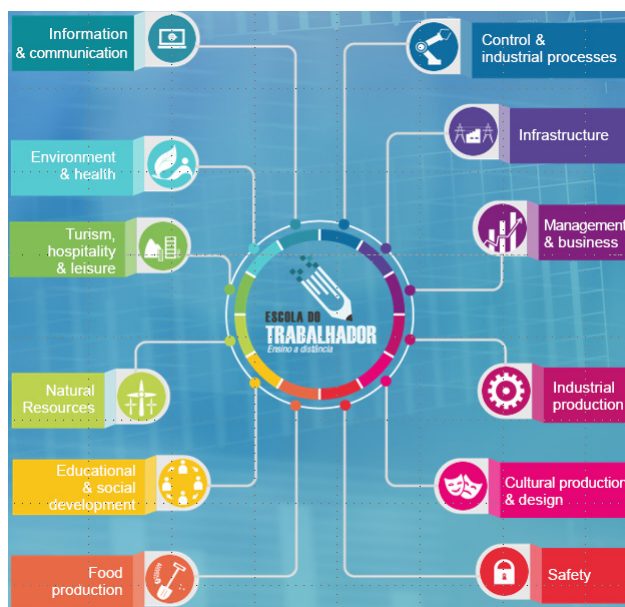 Information
& communication
Control &
industrial processes
Environment
& health
Infrastructure
Turism,
hospitality
& leisure
Management
& business
ESCOLA DO
TRABALHADOR
Ensino a distância
Natural
Resources
Industrial
production
Educational
& social
development
Cultural production
& design
Food
production
Safety